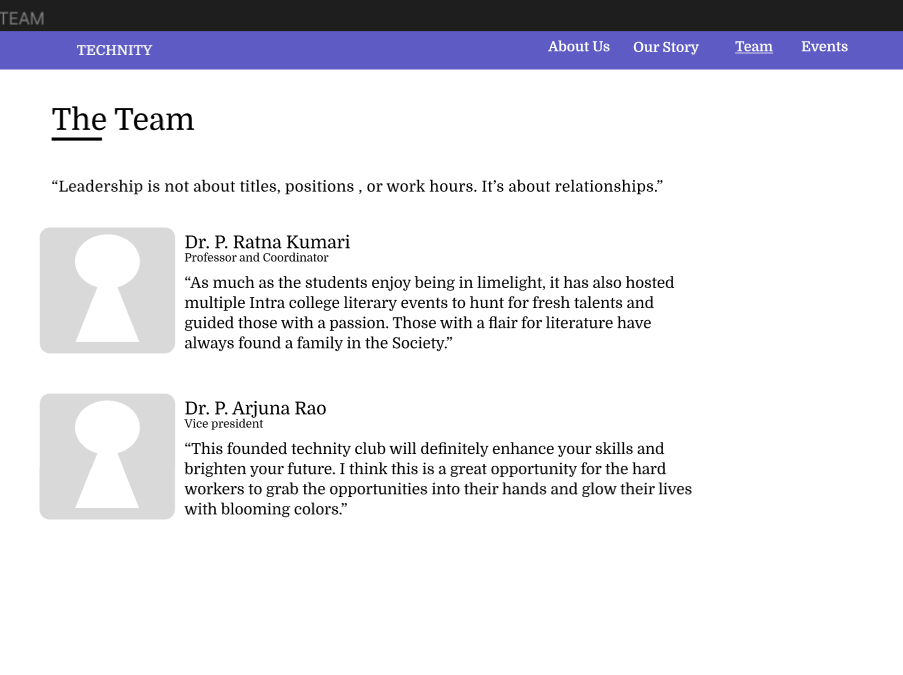 TEAM
TECHNITY
About Us Our Story Team Events
The Team
“Leadership is not about titles, positions , or work hours. It’s about relationships.”
Dr. P. Ratna Kumari
Professor and Coordinator
“As much as the students enjoy being in limelight, it has also hosted
multiple Intra college literary events to hunt for fresh talents and
guided those with a passion. Those with a flair for literature have
always found a family in the Society.”
Dr. P. Arjuna Rao
Vice president
“This founded technity club will definitely enhance your skills and
brighten your future. I think this is a great opportunity for the hard
workers to grab the opportunities into their hands and glow their lives
with blooming colors.”